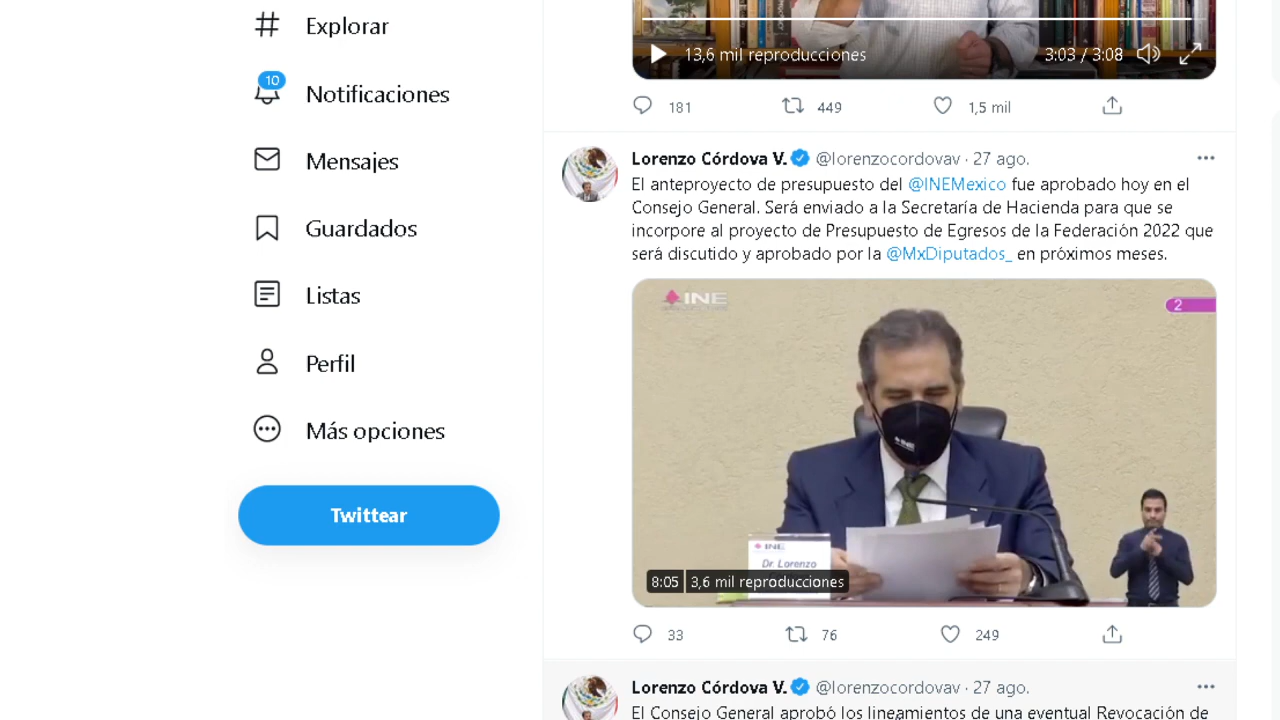 Explorar
10
Notificaciones
Mensajes
Guardados
Listas
Perfil
Más opciones
Twittear
13,6 mil reproducciones
3:03 / 3:08
181
449
1,5 mil
Lorenzo Córdova V. @lorenzocordovav · 27 ago.
El anteproyecto de presupuesto del @INEMexico fue aprobado hoy en el
Consejo General. Será enviado a la Secretaría de Hacienda para que se
incorpore al proyecto de Presupuesto de Egresos de la Federación 2022 que
será discutido y aprobado por la @MxDiputados_ en próximos meses.
INE
2
INE
INE
Dr. Lorenzo
8:05
3,6 mil reproducciones
33
76
249
Lorenzo Córdova V. @lorenzocordovav · 27 ago.
El Consejo General aprobó los lineamientos de una eventual Revocación de